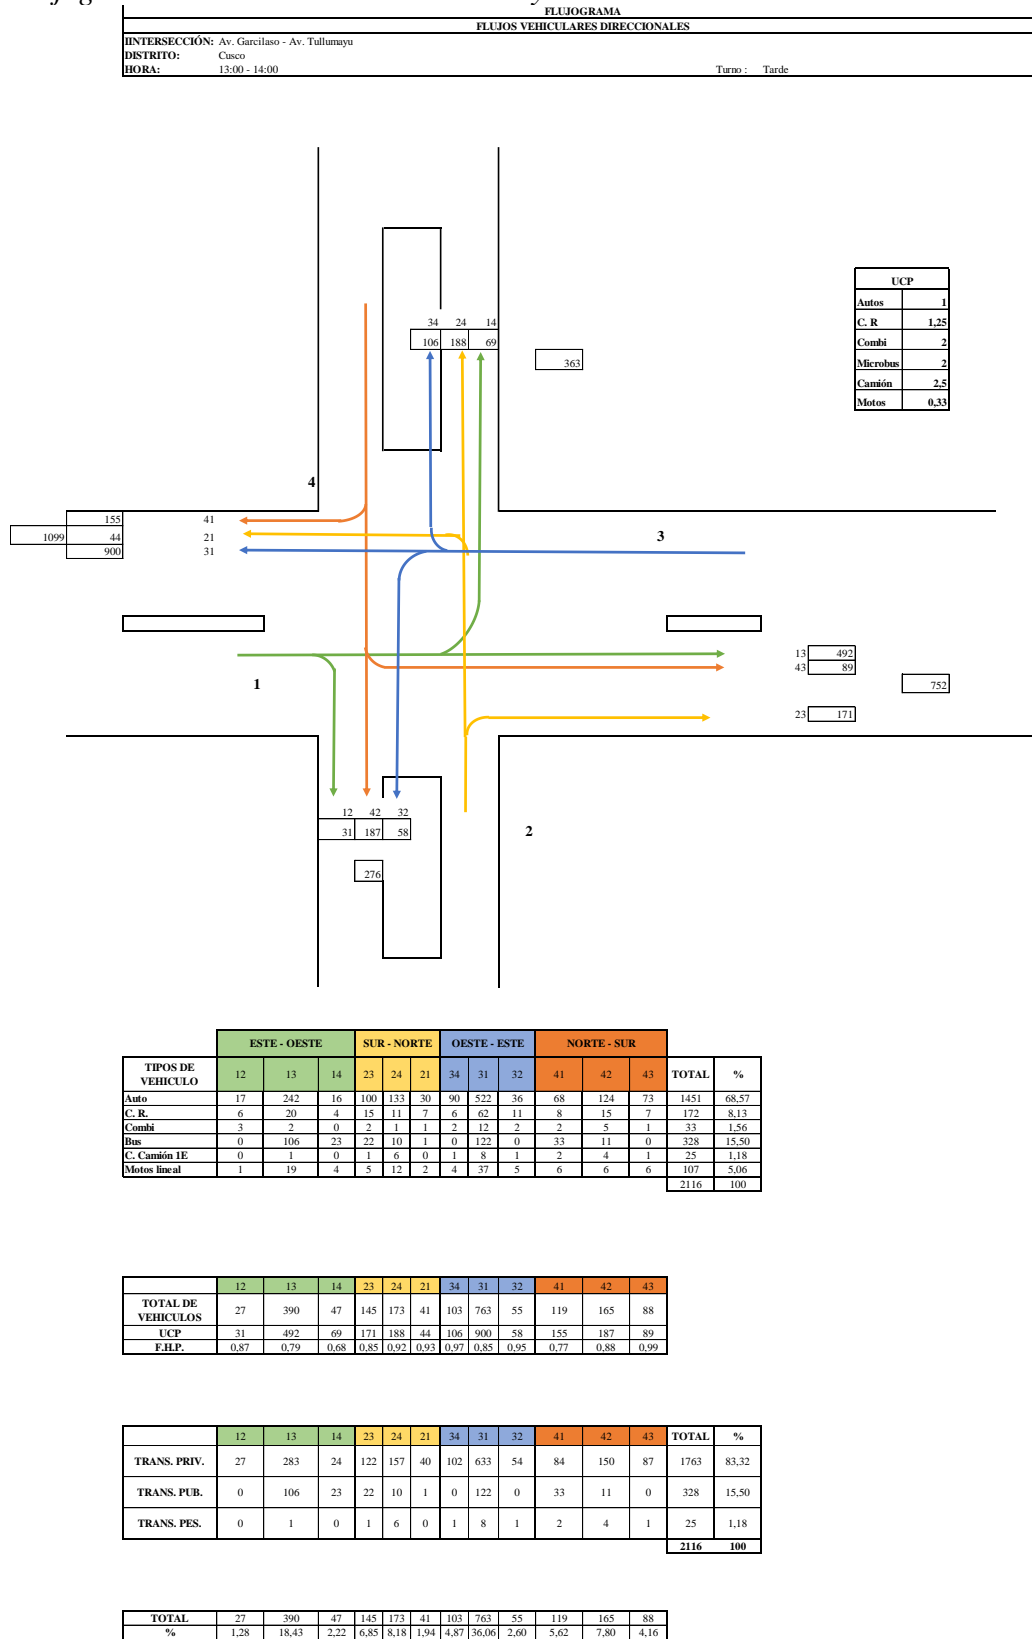 FLUJOGRAMA
FLUJOS VEHICULARES DIRECCIONALES
IINTERSECCIÓN: Av. Garcilaso - Av. Tullumayu
DISTRITO: Cusco
HORA: 13:00 - 14:00 Turno : Tarde
UCP
Autos 1
C. R 1,25
Combi 2
Microbus 2
Camión 2,5
Motos 0,33
34 24 14
106 188 69
363
4
155 41
1099 44 21
900 31
3
13 492
43 89
752
23 171
1
12 42 32
31 187 58
2
276
ESTE - OESTE SUR - NORTE OESTE - ESTE NORTE - SUR
TIPOS DE VEHICULO 12 13 14 23 24 21 34 31 32 41 42 43 TOTAL %
Auto 17 242 16 100 133 30 90 522 36 68 124 73 1451 68,57
C. R. 6 20 4 15 11 7 6 62 11 8 15 7 172 8,13
Combi 3 2 0 2 1 1 2 12 2 2 5 1 33 1,56
Bus 0 106 23 22 10 1 0 122 0 33 11 0 328 15,50
C. Camión 1E 0 1 0 1 6 0 1 8 1 2 4 1 25 1,18
Motos lineal 1 19 4 5 12 2 4 37 5 6 6 6 107 5,06
2116 100
12 13 14 23 24 21 34 31 32 41 42 43
TOTAL DE VEHICULOS 27 390 47 145 173 41 103 763 55 119 165 88
UCP 31 492 69 171 188 44 106 900 58 155 187 89
F.H.P. 0,87 0,79 0,68 0,85 0,92 0,93 0,97 0,85 0,95 0,77 0,88 0,99
12 13 14 23 24 21 34 31 32 41 42 43 TOTAL %
TRANS. PRIV. 27 283 24 122 157 40 102 633 54 84 150 87 1763 83,32
TRANS. PUB. 0 106 23 22 10 1 0 122 0 33 11 0 328 15,50
TRANS. PES. 0 1 0 1 6 0 1 8 1 2 4 1 25 1,18
2116 100
TOTAL 27 390 47 145 173 41 103 763 55 119 165 88
% 1,28 18,43 2,22 6,85 8,18 1,94 4,87 36,06 2,60 5,62 7,80 4,16